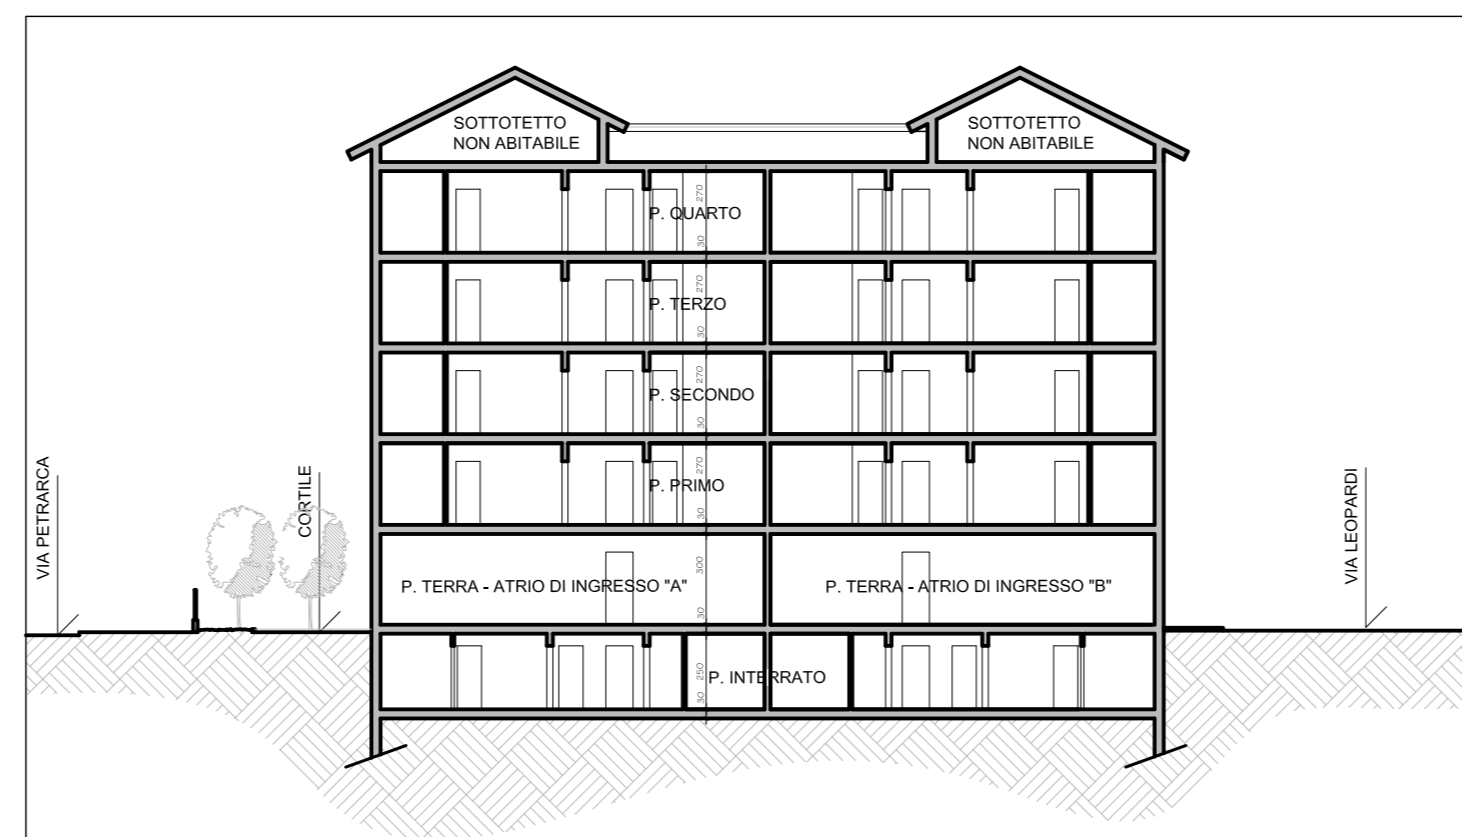 SOTTOTETTO
NON ABITABILE
SOTTOTETTO
NON ABITABILE
270
P. QUARTO
30
270
P. TERZO
30
270
P. SECONDO
30
270
P. PRIMO
30
VIA PETRARCA
CORTILE
VIA LEOPARDI
300
P. TERRA - ATRIO DI INGRESSO "A"
P. TERRA - ATRIO DI INGRESSO "B"
30
250
P. INTERRATO
30